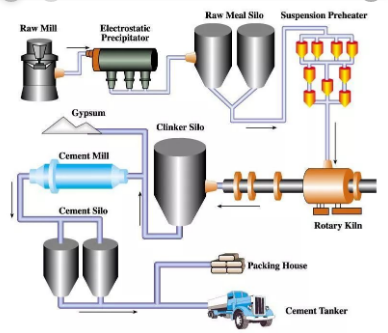 Raw Mill
Electrostatic
Precipitator
Raw Meal Silo
Suspension Preheater
Gypsum
Clinker Silo
Cement Mill
Rotary Kiln
Cement Silo
Packing House
Cement Tanker